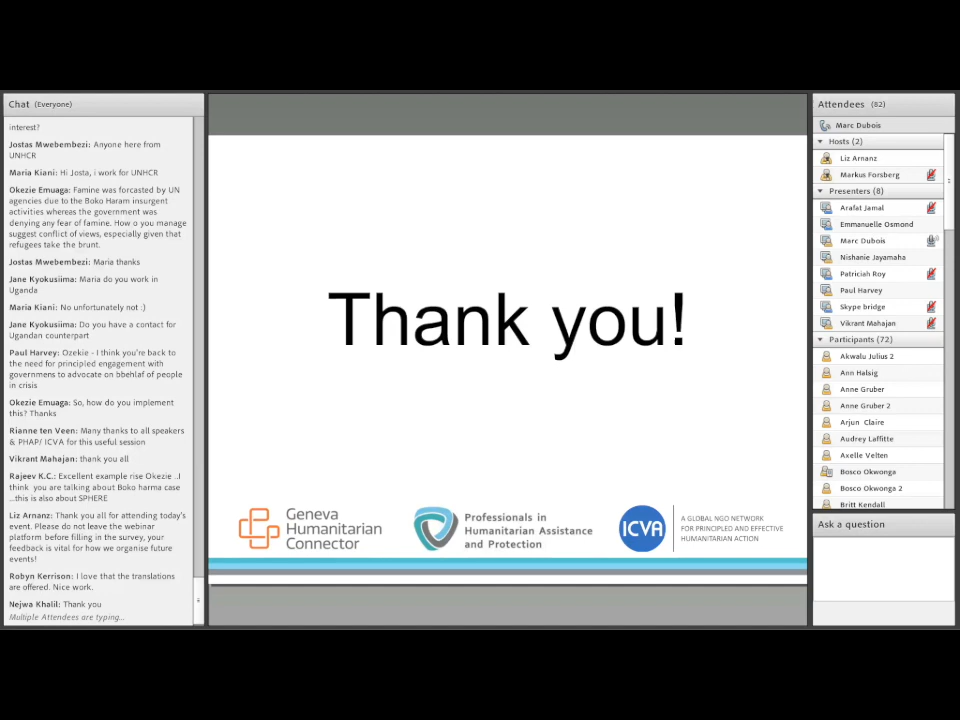 Chat (Everyone)
interest?
Jostas Mwebembezi: Anyone here from
UNHCR
Maria Kiani: Hi Josta, i work for UNHCR
Okezie Emuaga: Famine was forcasted by UN
agencies due to the Boko Haram insurgent
activities whereas the government was
denying any fear of famine. How o you manage
suggest conflict of views, especially given that
refugees take the brunt.
Jostas Mwebembezi: Maria thanks
Jane Kyokusiima: Maria do you work in
Uganda
Maria Kiani: No unfortunately not :)
Jane Kyokusiima: Do you have a contact for
Ugandan counterpart
Paul Harvey: Ozekie - I think you're back to
the need for principled engagement with
governmens to advocate on bbehlaf of people
in crisis
Okezie Emuaga: So, how do you implement
this? Thanks
Rianne ten Veen: Many thanks to all speakers
& PHAP/ ICVA for this useful session
Vikrant Mahajan: thank you all
Rajeev K.C.: Excellent example rise Okezie ..I
think you are talking about Boko harma case
...this is also about SPHERE
Liz Arnanz: Thank you all for attending today's
event. Please do not leave the webinar
platform before filling in the survey, your
feedback is vital for how we organise future
events!
Robyn Kerrison: I love that the translations
are offered. Nice work.
Nejwa Khalil: Thank you
Multiple Attendees are typing...
Thank you!
Geneva
Humanitarian
Connector
Professionals in
Humanitarian Assistance
and Protection
ICVA
A GLOBAL NGO NETWORK
FOR PRINCIPLED AND EFFECTIVE
HUMANITARIAN ACTION
Attendees (82)
Marc Dubois
Hosts (2)
Liz Arnanz
Markus Forsberg
Presenters (8)
Arafat Jamal
Emmanuelle Osmond
Marc Dubois
Nishanie Jayamaha
Patriciah Roy
Paul Harvey
Skype bridge
Vikrant Mahajan
Participants (72)
Akwalu Julius 2
Ann Halsig
Anne Gruber
Anne Gruber 2
Arjun Claire
Audrey Laffitte
Axelle Velten
Bosco Okwonga
Bosco Okwonga 2
Britt Kendall
Ask a question